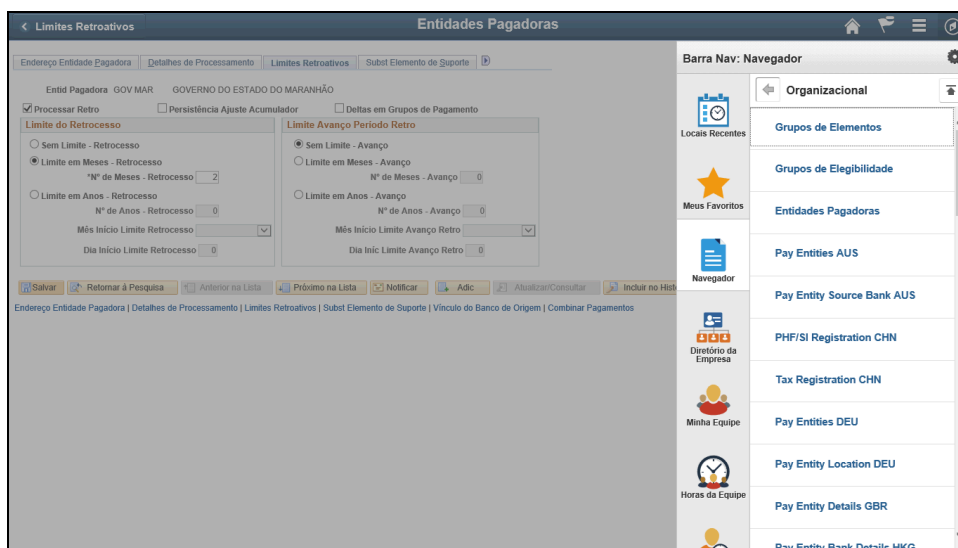 Limites Retroativos
Entidades Pagadoras
Endereço Entidade Pagadora
Detalhes de Processamento
Limites Retroativos
Subst Elemento de Suporte
Entid Pagadora GOV MAR GOVERNO DO ESTADO DO MARANHÃO
Processar Retro
Persistência Ajuste Acumulador
Deltas em Grupos de Pagamento
Limite do Retrocesso
Sem Limite - Retrocesso
Limite em Meses - Retrocesso
*Nº de Meses - Retrocesso 2
Limite em Anos - Retrocesso
Nº de Anos - Retrocesso 0
Mês Início Limite Retrocesso
Dia Início Limite Retrocesso 0
Limite Avanço Período Retro
Sem Limite - Avanço
Limite em Meses - Avanço
Nº de Meses - Avanço 0
Limite em Anos - Avanço
Nº de Anos - Avanço 0
Mês Início Limite Avanço Retro
Dia Iníc Limite Avanço Retro 0
Salvar
Retornar à Pesquisa
Anterior na Lista
Próximo na Lista
Notificar
Adic
Atualizar/Consultar
Incluir no Hist
Endereço Entidade Pagadora | Detalhes de Processamento | Limites Retroativos | Subst Elemento de Suporte | Vínculo do Banco de Origem | Combinar Pagamentos
Barra Nav: Navegador
Locais Recentes
Meus Favoritos
Navegador
Diretório da
Empresa
Minha Equipe
Horas da Equipe
Organizacional
Grupos de Elementos
Grupos de Elegibilidade
Entidades Pagadoras
Pay Entities AUS
Pay Entity Source Bank AUS
PHF/SI Registration CHN
Tax Registration CHN
Pay Entities DEU
Pay Entity Location DEU
Pay Entity Details GBR
Pay Entity Bank Details HKG